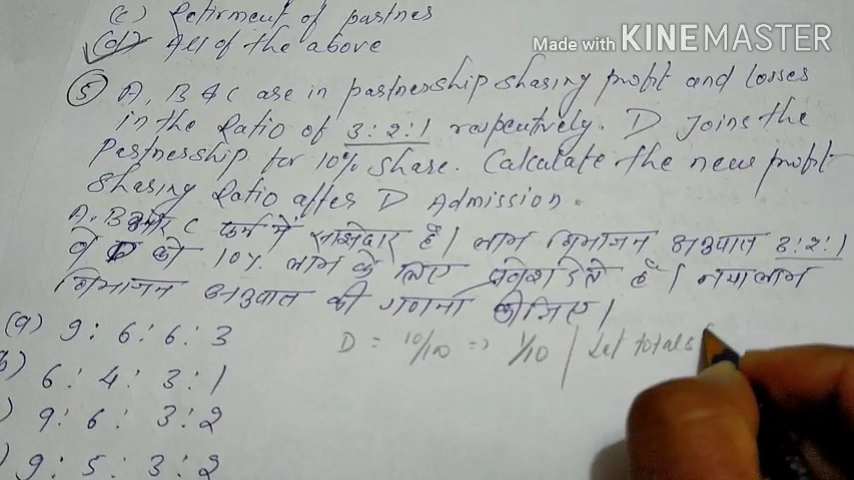 (c) Retirment of partnes
(d) All of the above
Made with KINEMASTER
(5) A, B & C are in partnership sharing profit and losses
in the Ratio of 3:2:1 respectively. D Joins the
Partnership for 10% share. Calculate the new profit
sharing Ratio after D Admission.
A, B और C फर्म में साझेदार हैं। लाभ विभाजन अनुपात 3:2:1
वे D को 10% लाभ के लिए प्रवेश देते हैं। नया लाभ
विभाजन अनुपात की गणना कीजिए।
(a) 9 : 6 : 6 : 3
D = 10/100 => 1/10 | Let total s
) 6 : 4 : 3 : 1
) 9 : 6 : 3 : 2
) 9 : 5 : 3 : 2